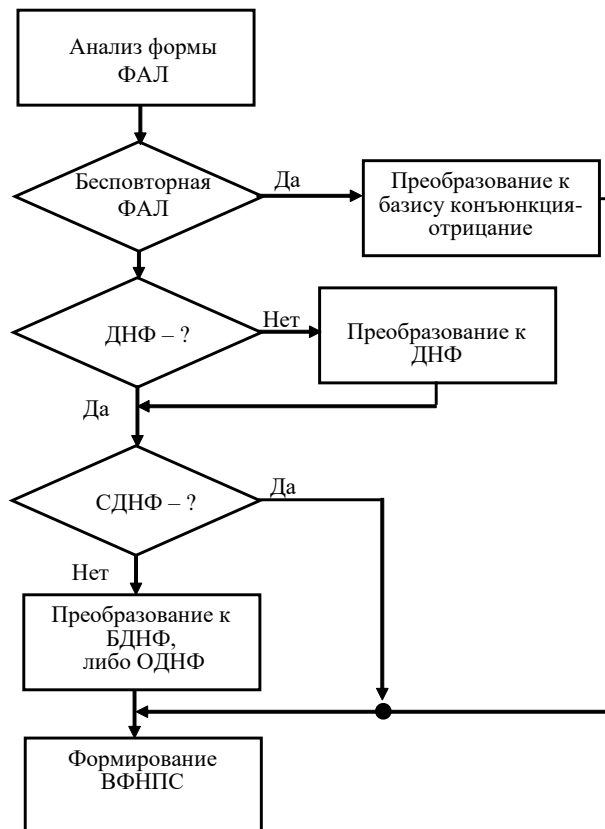 Анализ формы
ФАЛ
Бесповторная
ФАЛ
Да
Преобразование к
базису конъюнкция-
отрицание
ДНФ – ?
Нет
Преобразование к
ДНФ
Да
СДНФ – ?
Да
Нет
Преобразование к
БДНФ,
либо ОДНФ
Формирование
ВФНПС